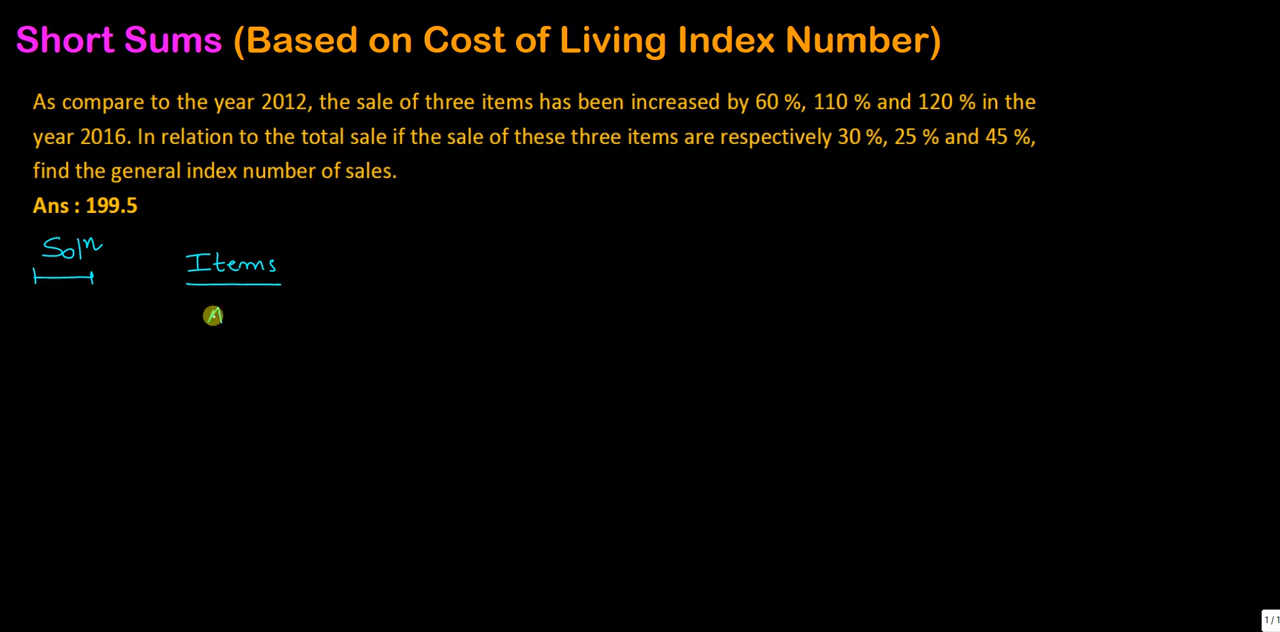 Short Sums (Based on Cost of Living Index Number)
As compare to the year 2012, the sale of three items has been increased by 60 %, 110 % and 120 % in the
year 2016. In relation to the total sale if the sale of these three items are respectively 30 %, 25 % and 45 %,
find the general index number of sales.
Ans : 199.5
Soln
Items
A
1/1